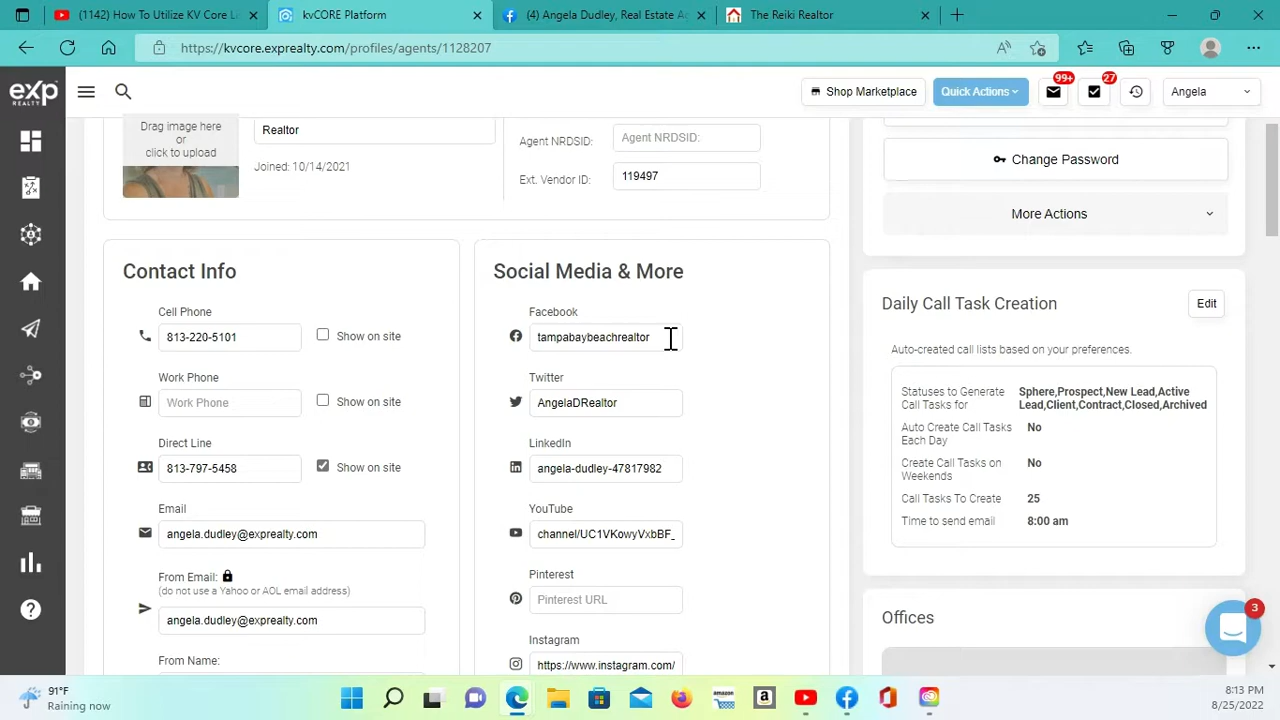 (1142) How To Utilize KV Core L
kvCORE Platform
(4) Angela Dudley, Real Estate A
The Reiki Realtor
https://kvcore.exprealty.com/profiles/agents/1128207
exp
REALTY
Shop Marketplace
Quick Actions
99+
27
Angela
Drag image here
or
click to upload
Realtor
Joined: 10/14/2021
Agent NRDSID:
Agent NRDSID:
Ext. Vendor ID:
119497
Change Password
More Actions
Contact Info
Cell Phone
813-220-5101
Show on site
Work Phone
Work Phone
Show on site
Direct Line
813-797-5458
Show on site
Email
angela.dudley@exprealty.com
From Email:
(do not use a Yahoo or AOL email address)
angela.dudley@exprealty.com
From Name:
Social Media & More
Facebook
tampabaybeachrealtor
Twitter
AngelaDRealtor
LinkedIn
angela-dudley-47817982
YouTube
channel/UC1VKowyVxbBF_
Pinterest
Pinterest URL
Instagram
https://www.instagram.com/
Daily Call Task Creation
Edit
Auto-created call lists based on your preferences.
Statuses to Generate
Call Tasks for
Sphere,Prospect,New Lead,Active
Lead,Client,Contract,Closed,Archived
Auto Create Call Tasks
Each Day
No
Create Call Tasks on
Weekends
No
Call Tasks To Create
25
Time to send email
8:00 am
Offices
3
91°F
Raining now
8:13 PM
8/25/2022